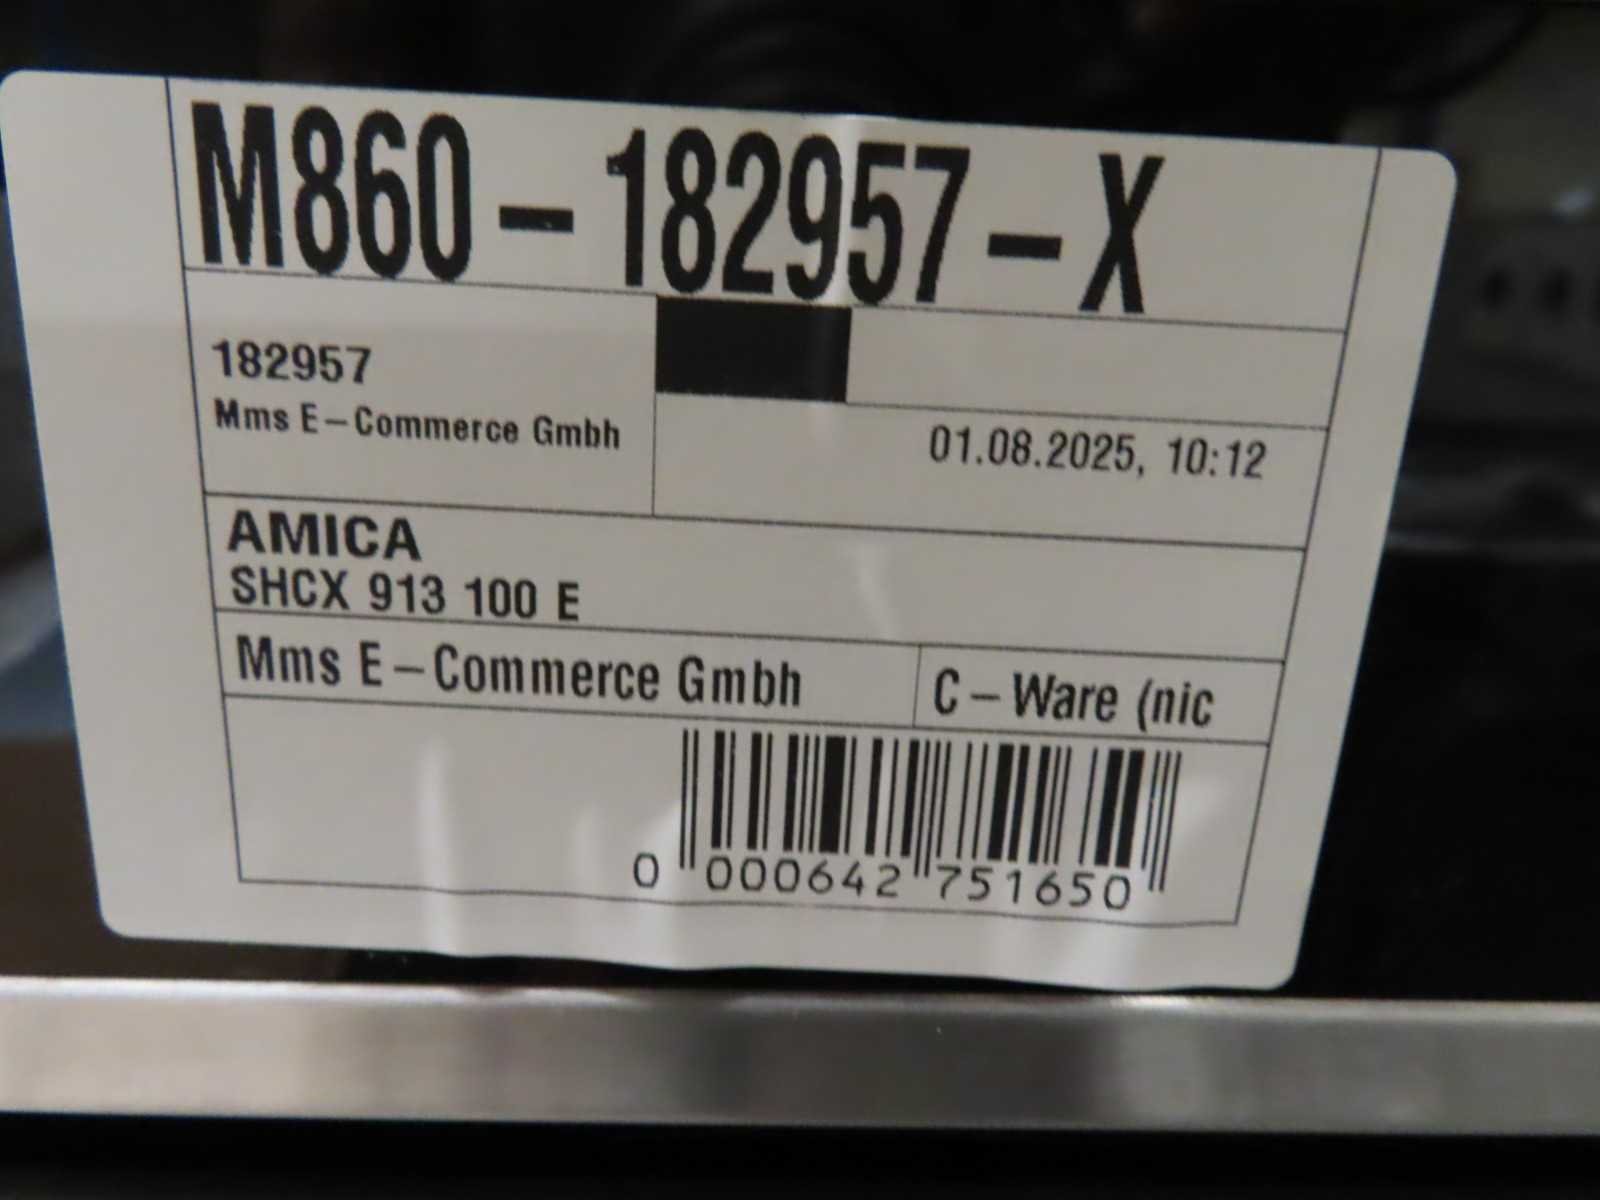 M860-182957-X
182957
Mms E-Commerce Gmbh
01.08.2025, 10:12
AMICA
SHCX 913 100 E
Mms E-Commerce Gmbh
C-Ware (nic
0 000642 751650